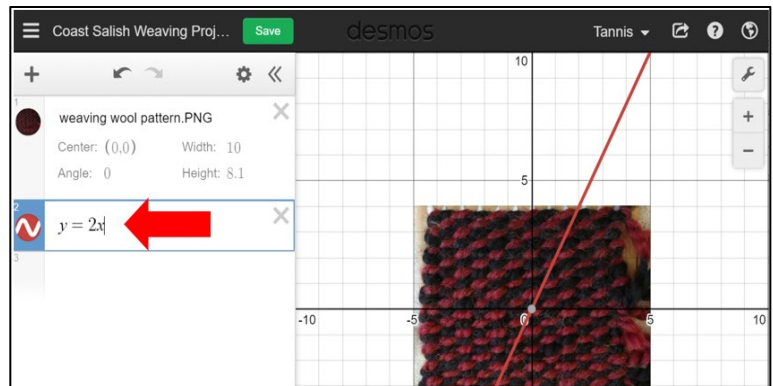 Coast Salish Weaving Proj... Save desmos Tannis
1
weaving wool pattern.PNG
Center: (0,0) Width: 10
Angle: 0 Height: 8.1
2
y = 2x
3
10
5
-10 -5 0 5 10